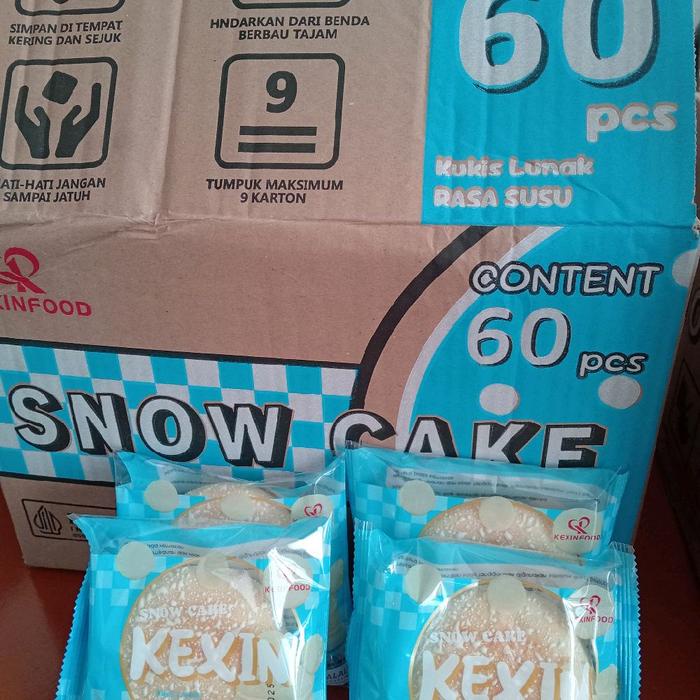 SIMPAN DI TEMPAT
KERING DAN SEJUK
HNDARKAN DARI BENDA
BERBAU TAJAM
60
pcs
9
ATI-HATI JANGAN
SAMPAI JATUH
TUMPUK MAKSIMUM
9 KARTON
Kukis Lunak
RASA SUSU
XINFOOD
CONTENT
60 pcs
SNOW CAKE
KEXINFOOD
KEXINFOOD
KEXINFOOD
SNOW CAKE
KEXIN
XINFOOD
SNOW CAKE
KEXIN